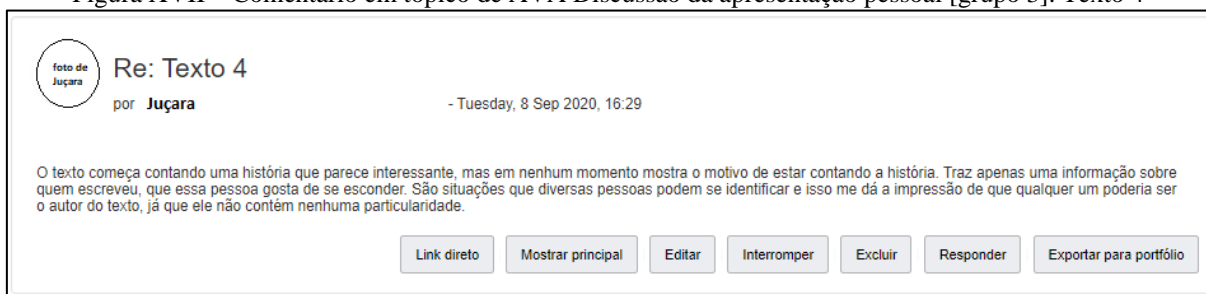 Figura XVII – Comentário em tópico de AVA Discussão da apresentação pessoal [grupo 3]: Texto 4
foto de
Juçara
Re: Texto 4
por Juçara - Tuesday, 8 Sep 2020, 16:29
O texto começa contando uma história que parece interessante, mas em nenhum momento mostra o motivo de estar contando a história. Traz apenas uma informação sobre
quem escreveu, que essa pessoa gosta de se esconder. São situações que diversas pessoas podem se identificar e isso me dá a impressão de que qualquer um poderia ser
o autor do texto, já que ele não contém nenhuma particularidade.
Link direto Mostrar principal Editar Interromper Excluir Responder Exportar para portfólio